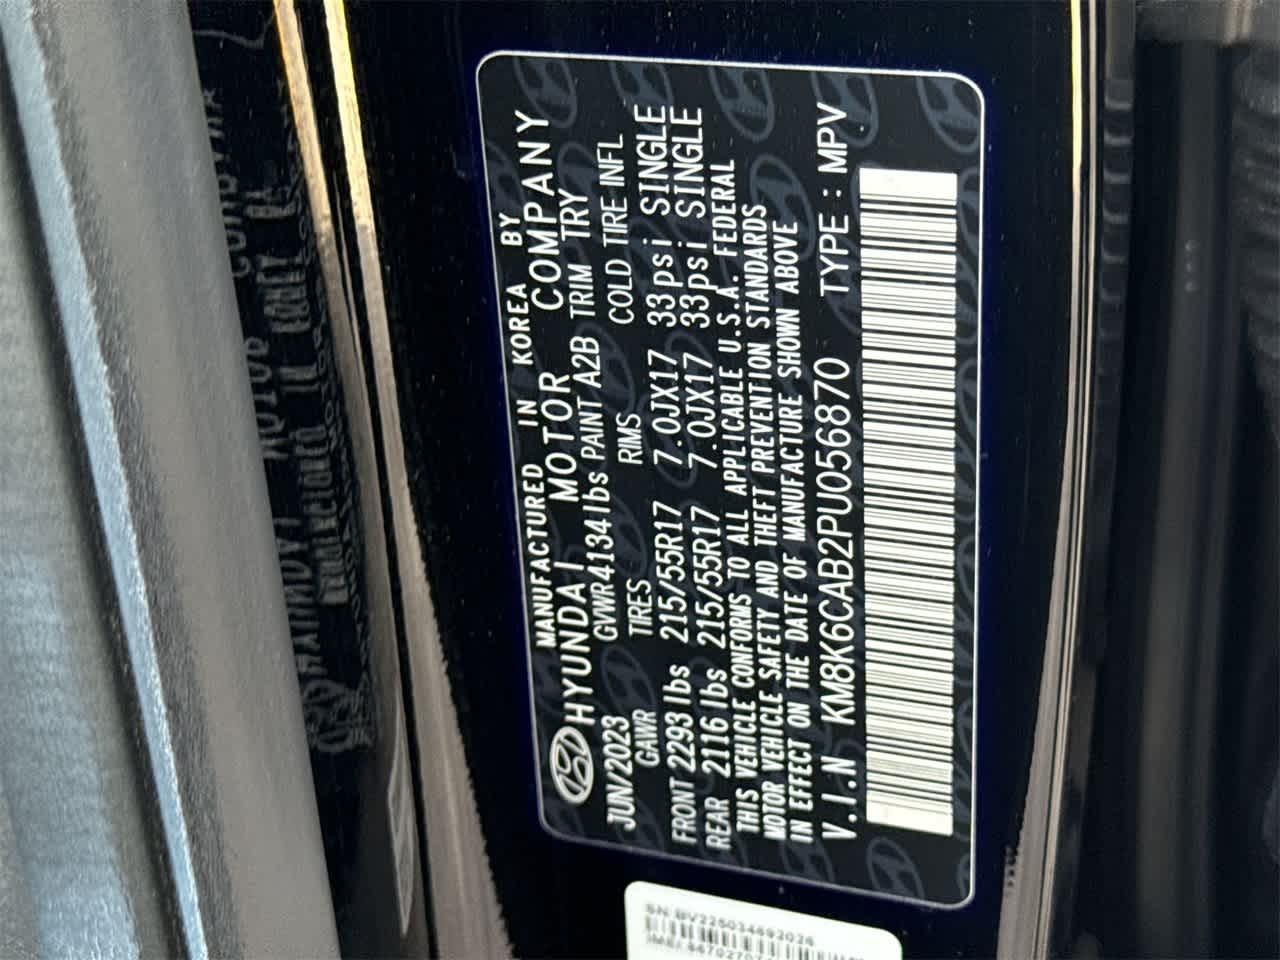 MANUFACTURED IN KOREA BY
HYUNDAI MOTOR COMPANY
JUN/2023 GVWR4134lbs PAINT A2B TRIM TRY
GAWR TIRES RIMS COLD TIRE INFL
FRONT 2293 lbs 215/55R17 7.0JX17 33psi SINGLE
REAR 2116 lbs 215/55R17 7.0JX17 33psi SINGLE
THIS VEHICLE CONFORMS TO ALL APPLICABLE U.S.A. FEDERAL
MOTOR VEHICLE SAFETY AND THEFT PREVENTION STANDARDS
IN EFFECT ON THE DATE OF MANUFACTURE SHOWN ABOVE
V.I.N KM8K6CAB2PU056870 TYPE : MPV
SN:BV225034692026